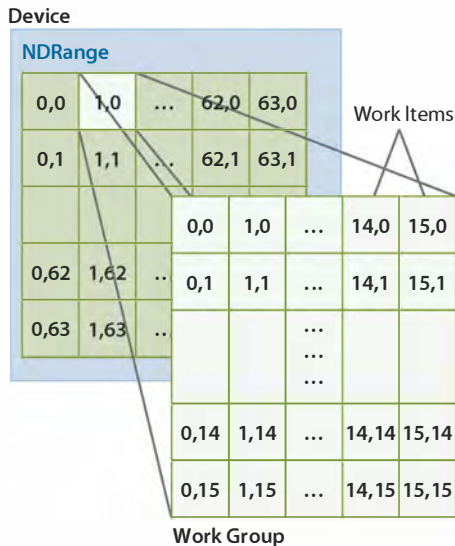 Device
NDRange
0,0 1,0 ... 62,0 63,0
Work Items
0,1 1,1 ... 62,1 63,1
0,0 1,0 ... 14,0 15,0
0,62 1,62 ...
0,1 1,1 ... 14,1 15,1
0,63 1,63 ...
...
...
...
0,14 1,14 ... 14,14 15,14
0,15 1,15 ... 14,15 15,15
Work Group